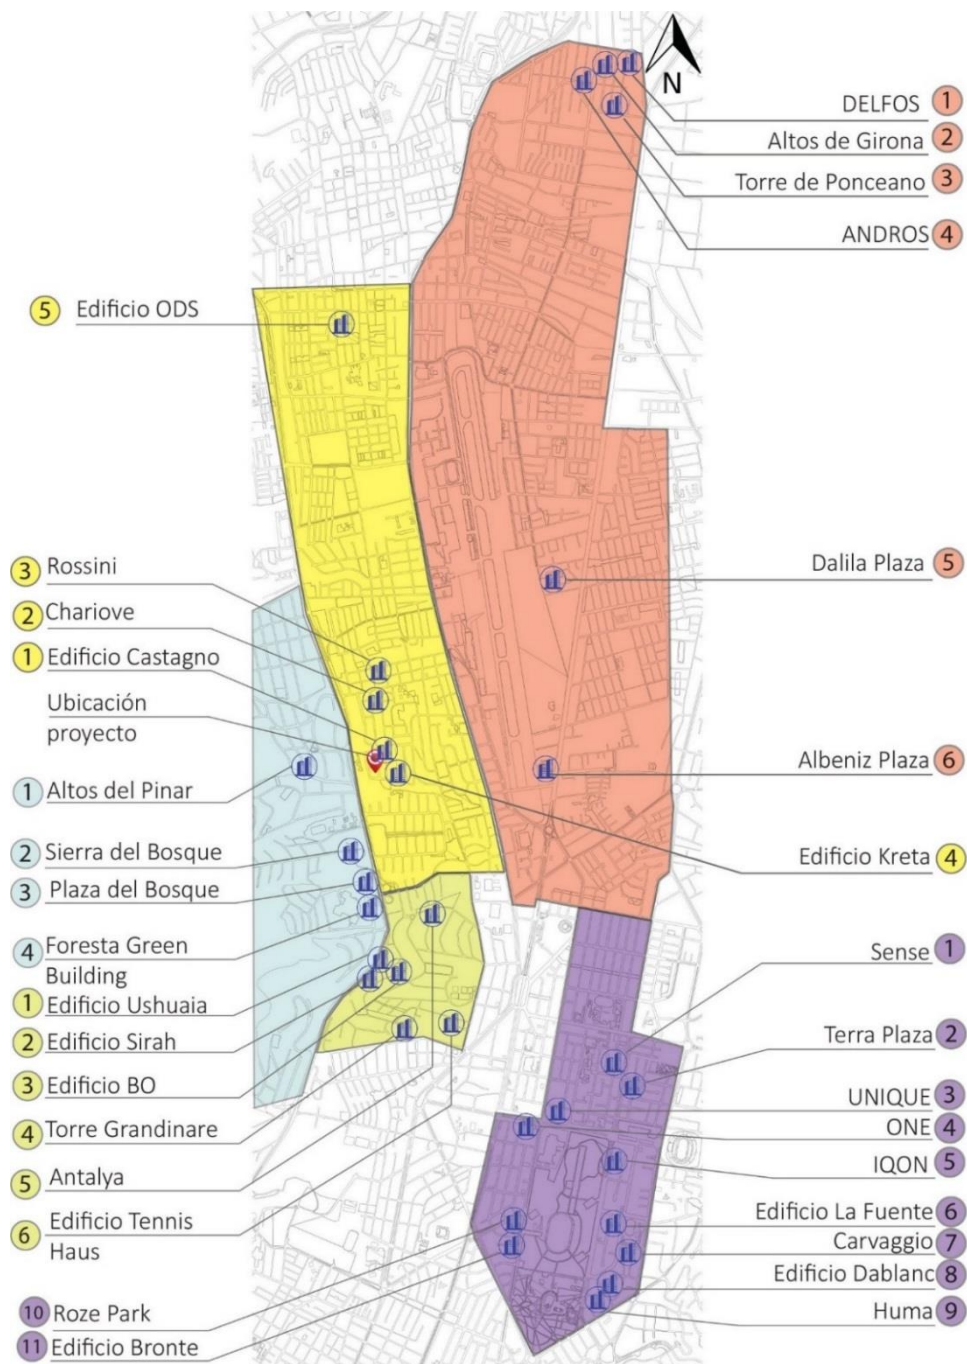 N
DELFOS 1
Altos de Girona 2
Torre de Ponceano 3
ANDROS 4
5 Edificio ODS
3 Rossini
2 Chariove
1 Edificio Castagno
Ubicación
proyecto
1 Altos del Pinar
2 Sierra del Bosque
3 Plaza del Bosque
4 Foresta Green
Building
1 Edificio Ushuaia
2 Edificio Sirah
3 Edificio BO
4 Torre Grandinare
5 Antalya
6 Edificio Tennis
Haus
10 Roze Park
11 Edificio Bronte
Dalila Plaza 5
Albeniz Plaza 6
Edificio Kreta 4
Sense 1
Terra Plaza 2
UNIQUE 3
ONE 4
IQON 5
Edificio La Fuente 6
Carvaggio 7
Edificio Dablanc 8
Huma 9